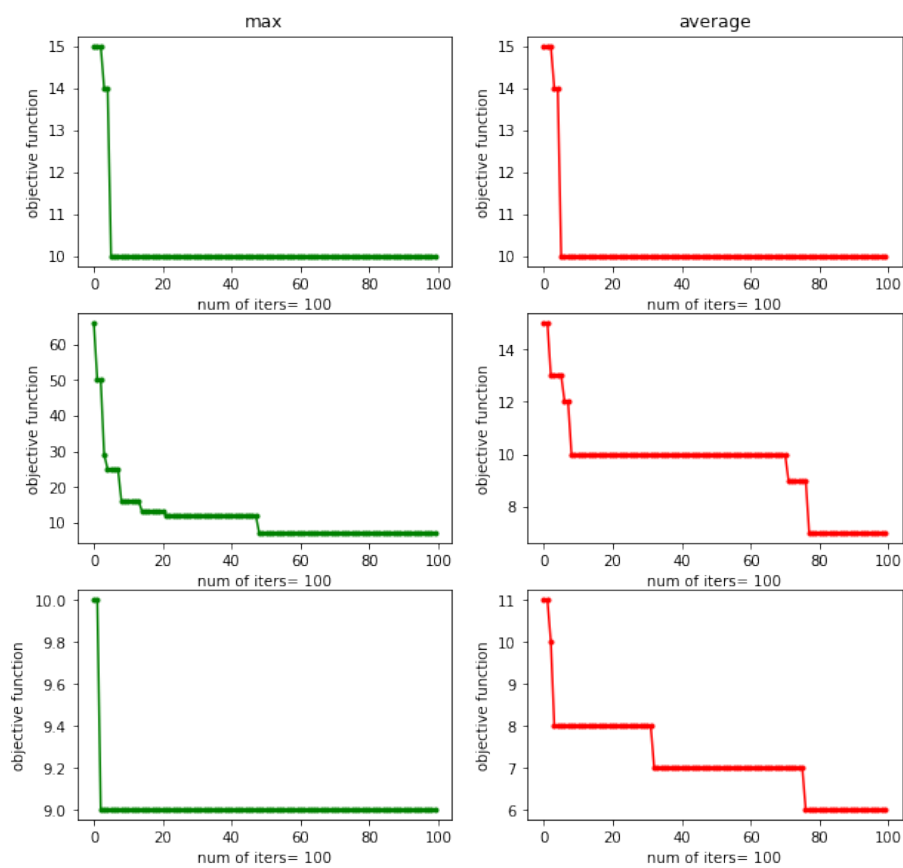 max
average
15
14
13
12
11
10
objective function
0 20 40 60 80 100
num of iters= 100
15
14
13
12
11
10
objective function
0 20 40 60 80 100
num of iters= 100
60
50
40
30
20
10
objective function
0 20 40 60 80 100
num of iters= 100
14
12
10
8
objective function
0 20 40 60 80 100
num of iters= 100
10.0
9.8
9.6
9.4
9.2
9.0
objective function
0 20 40 60 80 100
num of iters= 100
11
10
9
8
7
6
objective function
0 20 40 60 80 100
num of iters= 100